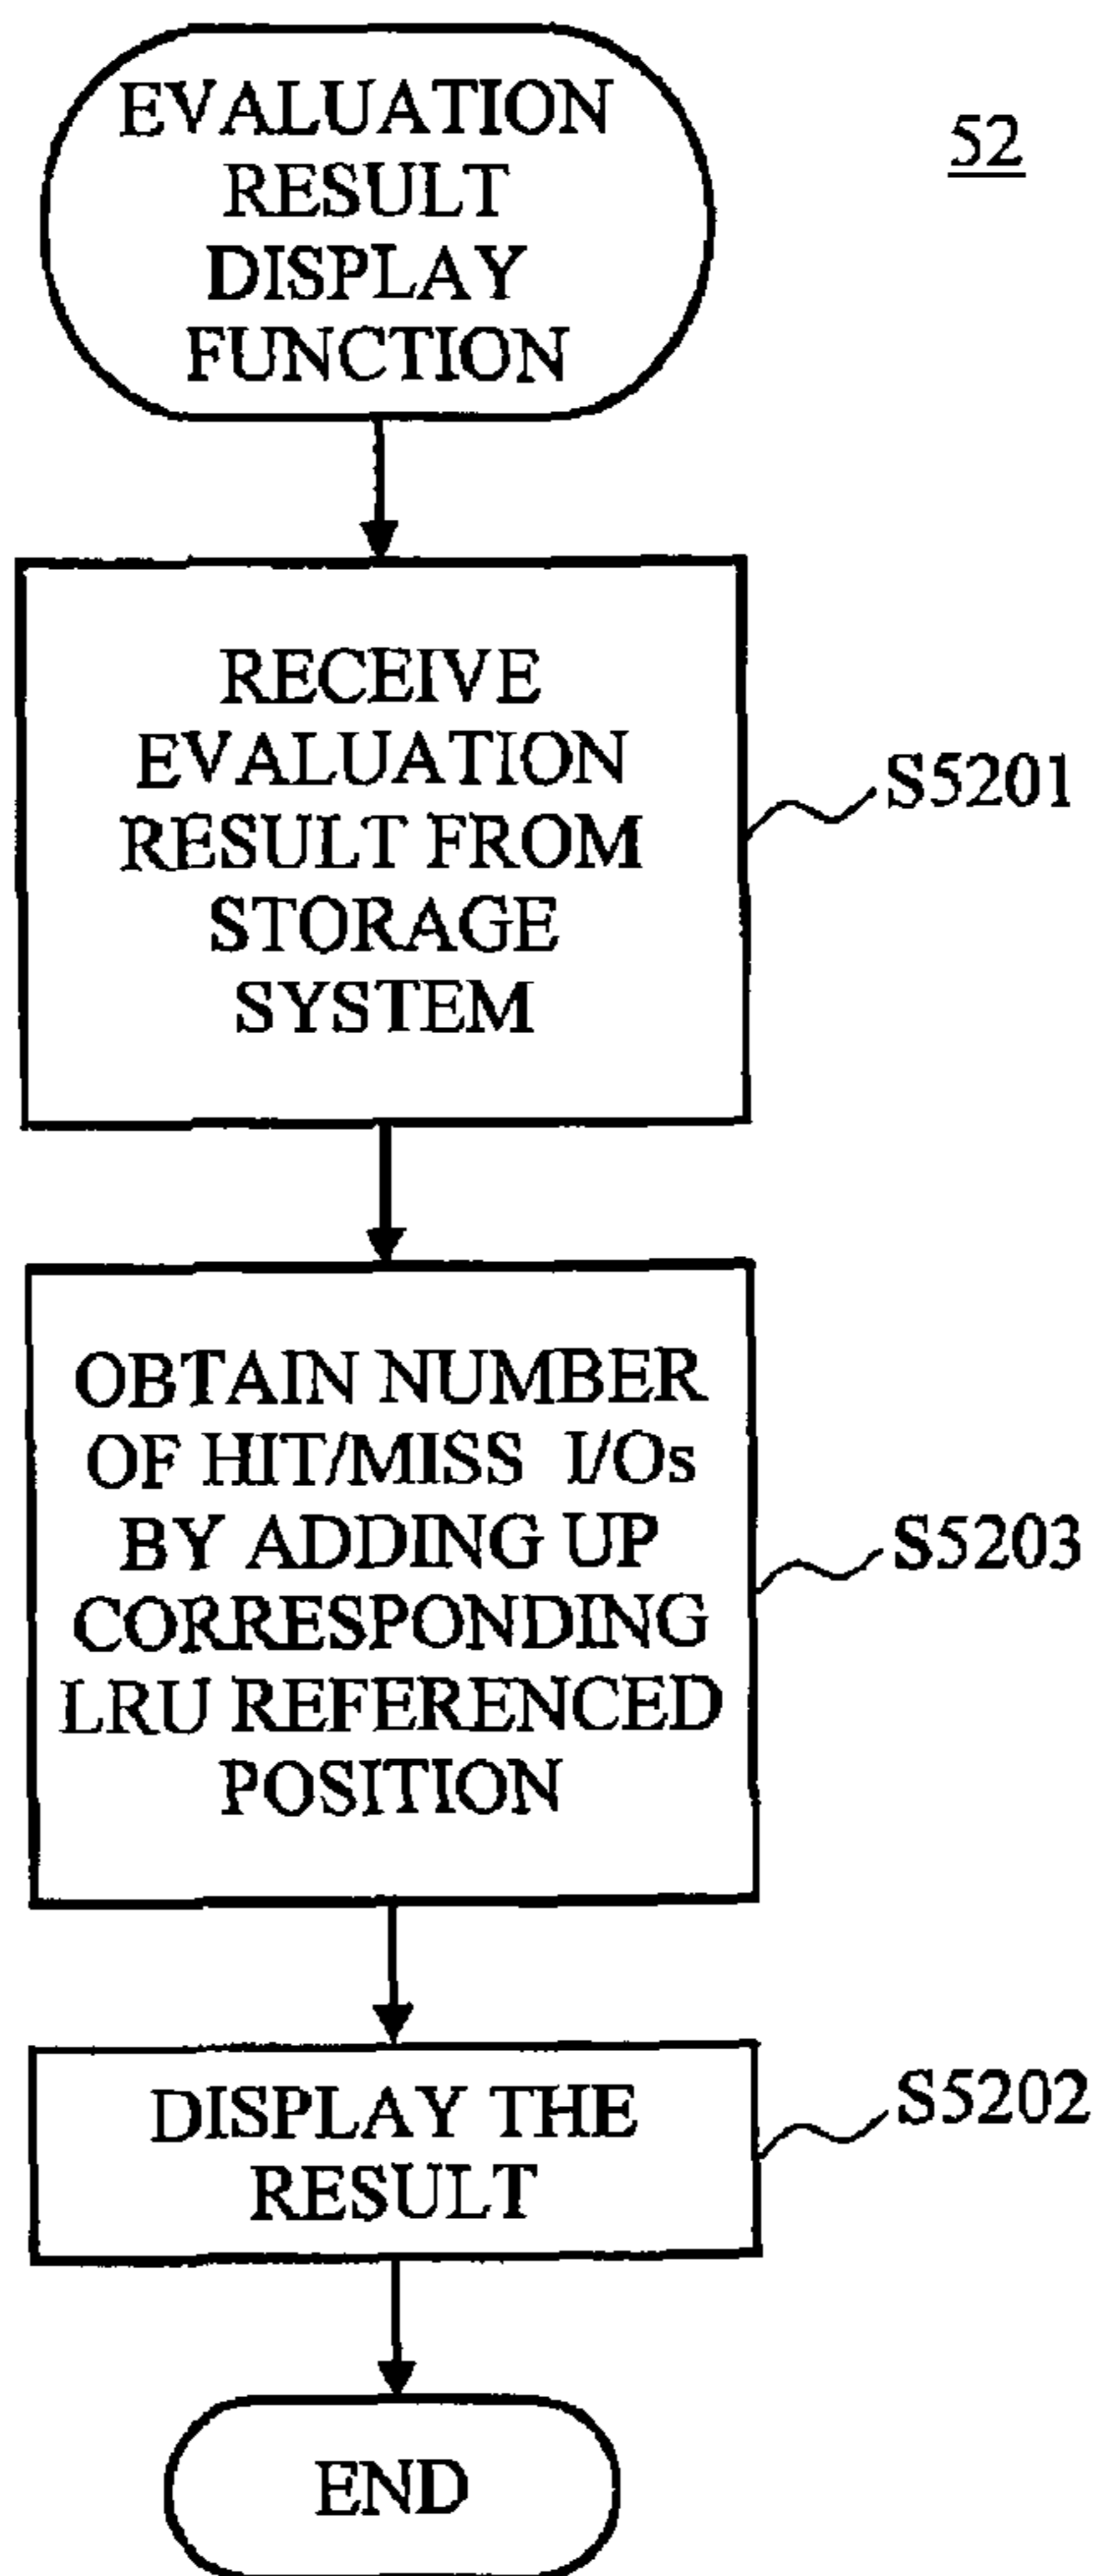 EVALUATION
RESULT
DISPLAY
FUNCTION
52
RECEIVE
EVALUATION
RESULT FROM
STORAGE
SYSTEM
S5201
OBTAIN NUMBER
OF HIT/MISS I/Os
BY ADDING UP
CORRESPONDING
LRU REFERENCED
POSITION
S5203
DISPLAY THE
RESULT
S5202
END